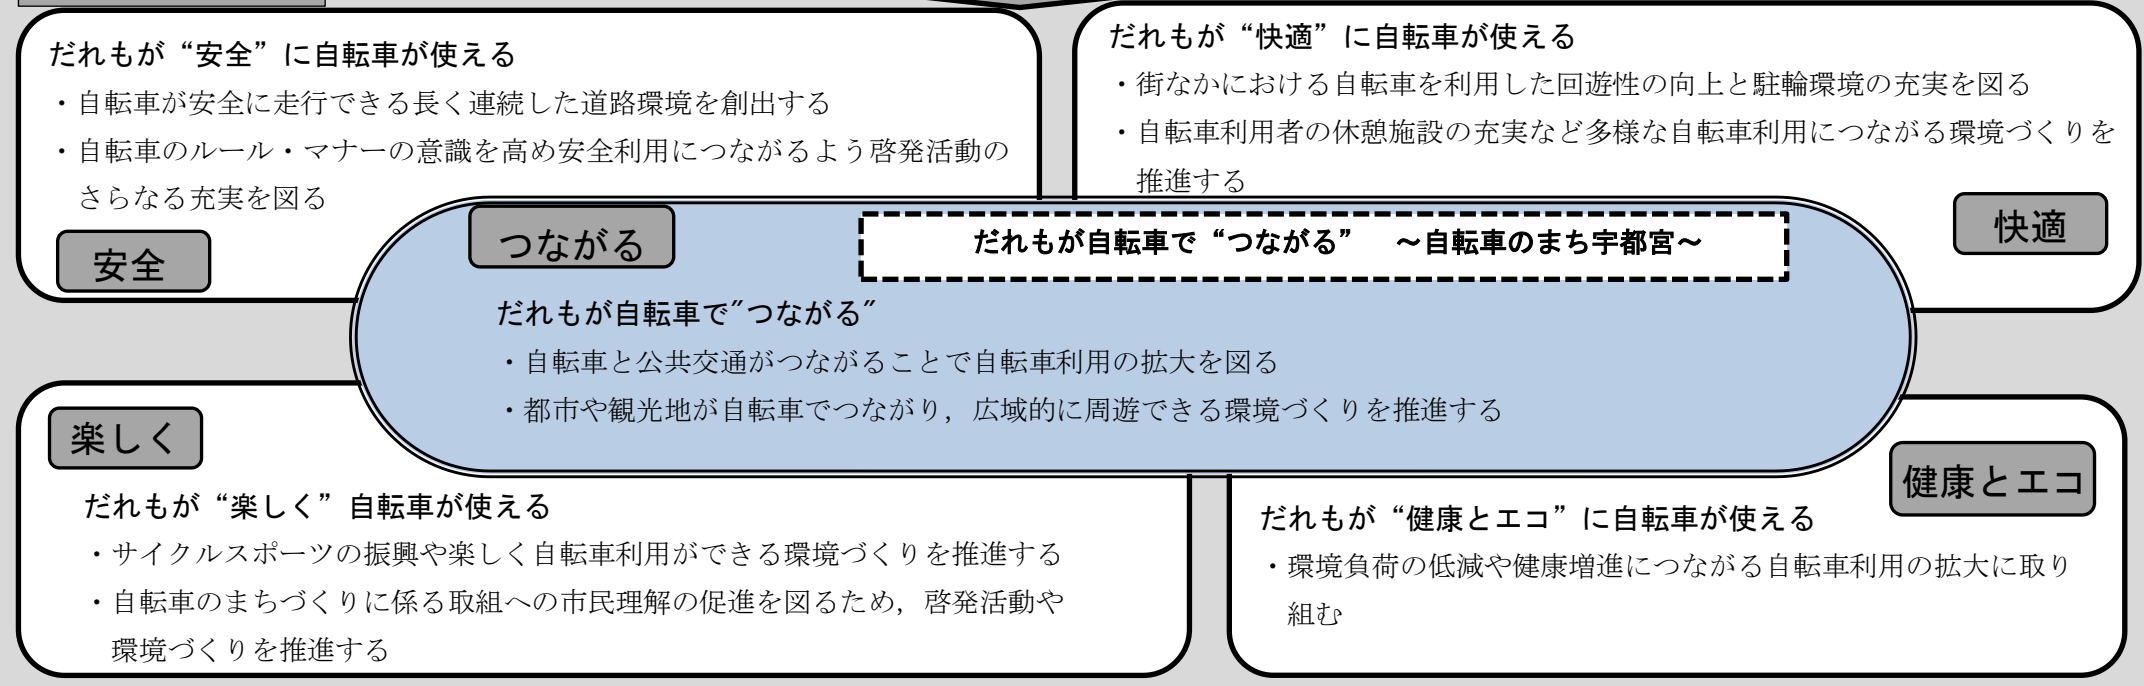 だれもが“安全”に自転車が使える
・自転車が安全に走行できる長く連続した道路環境を創出する
・自転車のルール・マナーの意識を高め安全利用につながるよう啓発活動の
さらなる充実を図る
安全
だれもが“快適”に自転車が使える
・街なかにおける自転車を利用した回遊性の向上と駐輪環境の充実を図る
・自転車利用者の休憩施設の充実など多様な自転車利用につながる環境づくりを
推進する
快適
つながる
だれもが自転車で“つながる”　～自転車のまち宇都宮～
だれもが自転車で″つながる″
・自転車と公共交通がつながることで自転車利用の拡大を図る
・都市や観光地が自転車でつながり，広域的に周遊できる環境づくりを推進する
楽しく
だれもが“楽しく”自転車が使える
・サイクルスポーツの振興や楽しく自転車利用ができる環境づくりを推進する
・自転車のまちづくりに係る取組への市民理解の促進を図るため，啓発活動や
環境づくりを推進する
健康とエコ
だれもが“健康とエコ”に自転車が使える
・環境負荷の低減や健康増進につながる自転車利用の拡大に取り
組む